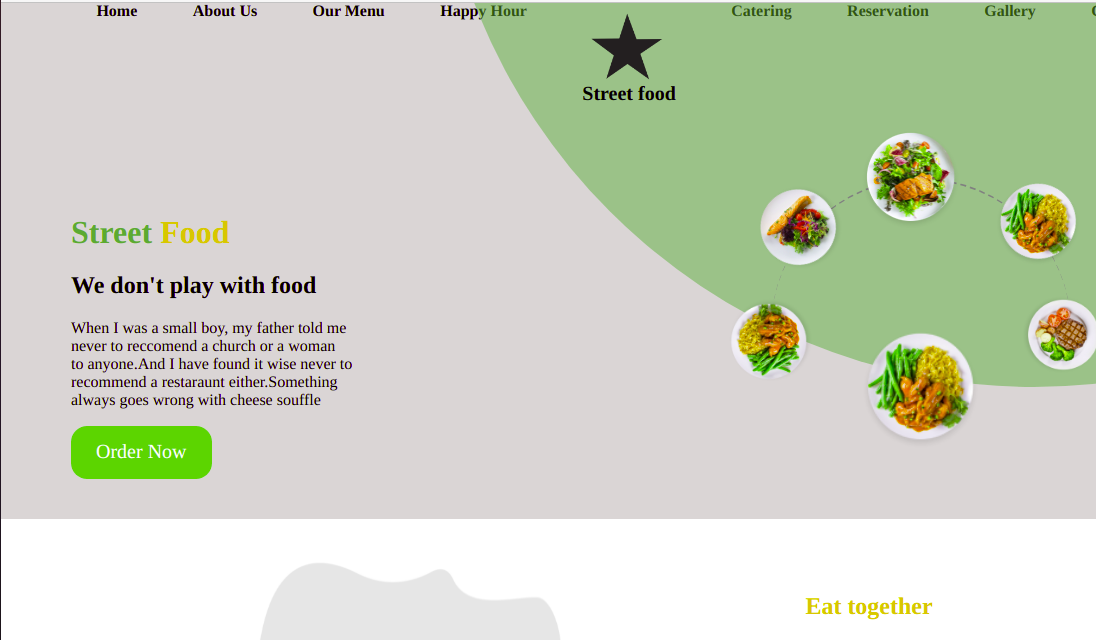 Home About Us Our Menu Happy Hour Catering Reservation Gallery
Street food
Street Food
We don't play with food
When I was a small boy, my father told me
never to reccomend a church or a woman
to anyone.And I have found it wise never to
recommend a restaraunt either.Something
always goes wrong with cheese souffle
Order Now
Eat together